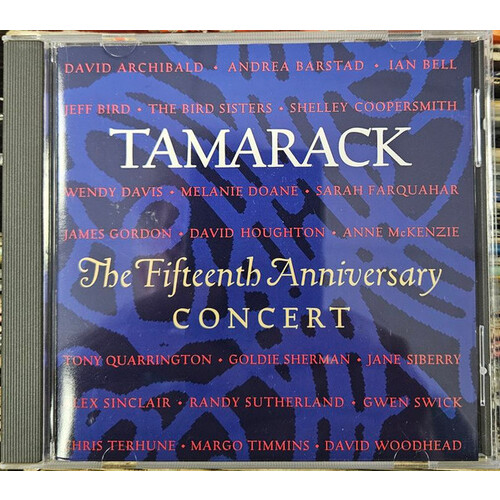 DAVID ARCHIBALD • ANDREA BARSTAD • IAN BELL
JEFF BIRD • THE BIRD SISTERS • SHELLEY COOPERSMITH
TAMARACK
WENDY DAVIS • MELANIE DOANE • SARAH FARQUAHAR
JAMES GORDON • DAVID HOUGHTON • ANNE McKENZIE
The Fifteenth Anniversary
CONCERT
TONY QUARRINGTON • GOLDIE SHERMAN • JANE SIBERRY
ALEX SINCLAIR • RANDY SUTHERLAND • GWEN SWICK
CHRIS TERHUNE • MARGO TIMMINS • DAVID WOODHEAD